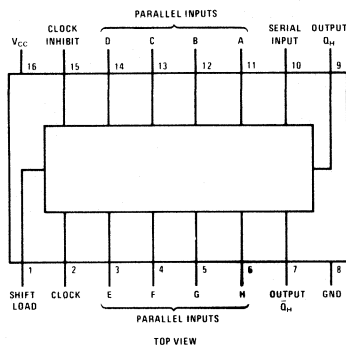 PARALLEL INPUTS
CLOCK INHIBIT SERIAL INPUT OUTPUT
VCC D C B A QH
16 15 14 13 12 11 10 9
1 2 3 4 5 6 7 8
SHIFT LOAD CLOCK E F G H OUTPUT Q̅H GND
PARALLEL INPUTS
TOP VIEW